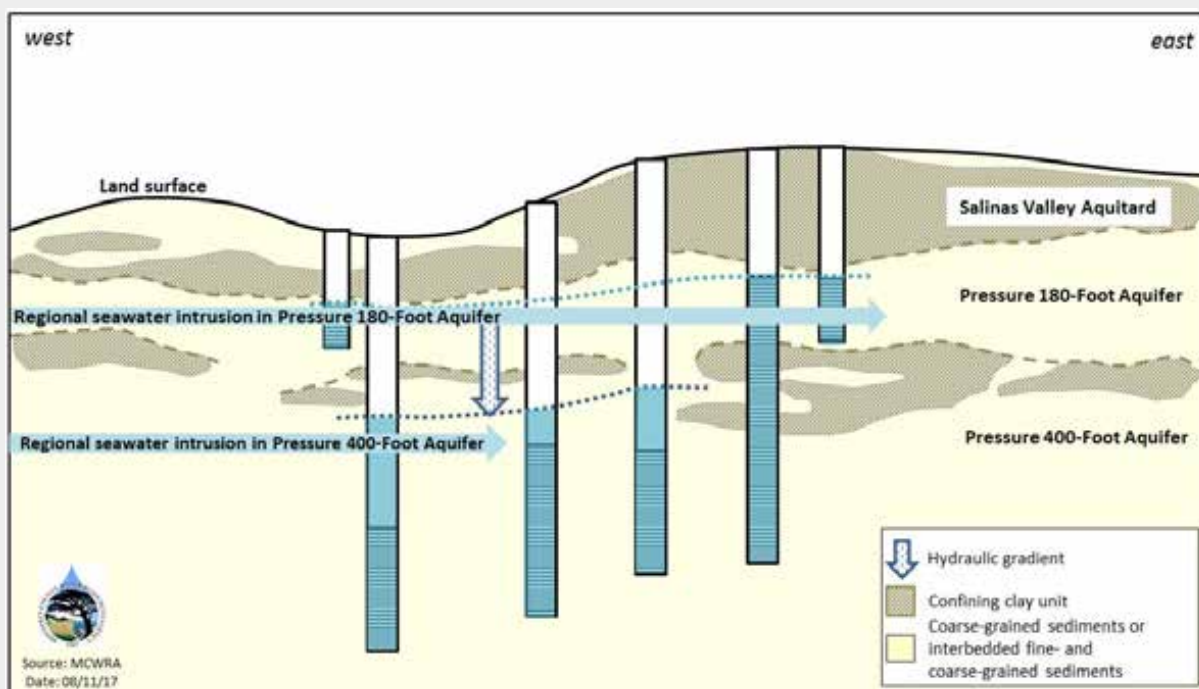 west
east
Land surface
Salinas Valley Aquitard
Pressure 180-Foot Aquifer
Regional seawater intrusion in Pressure 180-Foot Aquifer
Regional seawater intrusion in Pressure 400-Foot Aquifer
Pressure 400-Foot Aquifer
Hydraulic gradient
Confining clay unit
Coarse-grained sediments or
interbedded fine- and
coarse-grained sediments
Source: MCWRA
Date: 08/11/17